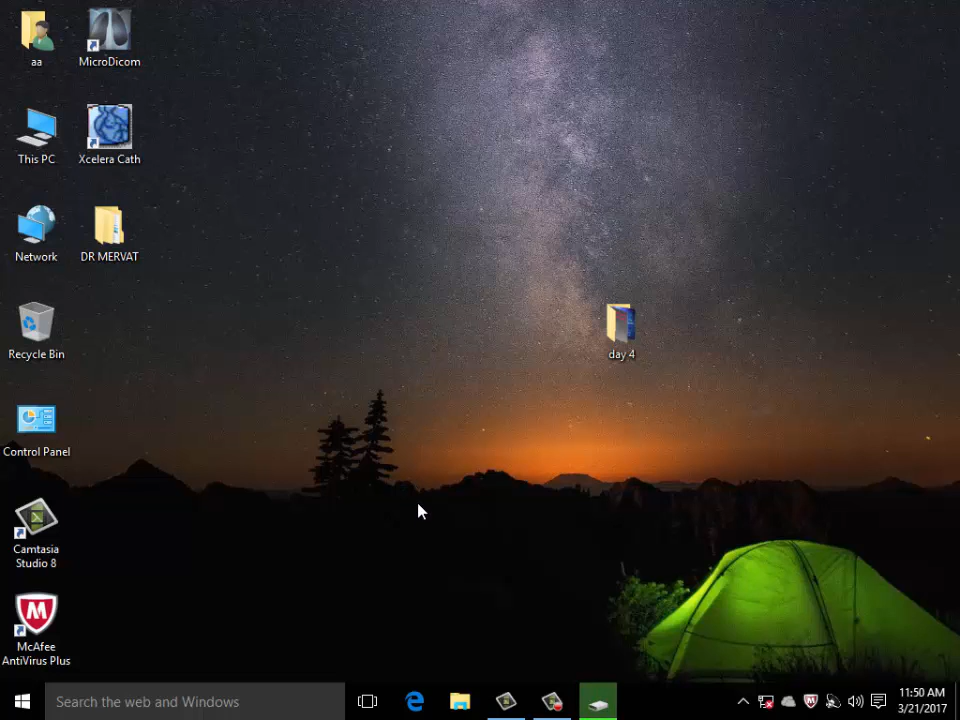 aa
MicroDicom
This PC
Xcelera Cath
Network
DR MERVAT
Recycle Bin
day 4
Control Panel
Camtasia
Studio 8
McAfee
AntiVirus Plus
Search the web and Windows
11:50 AM
3/21/2017